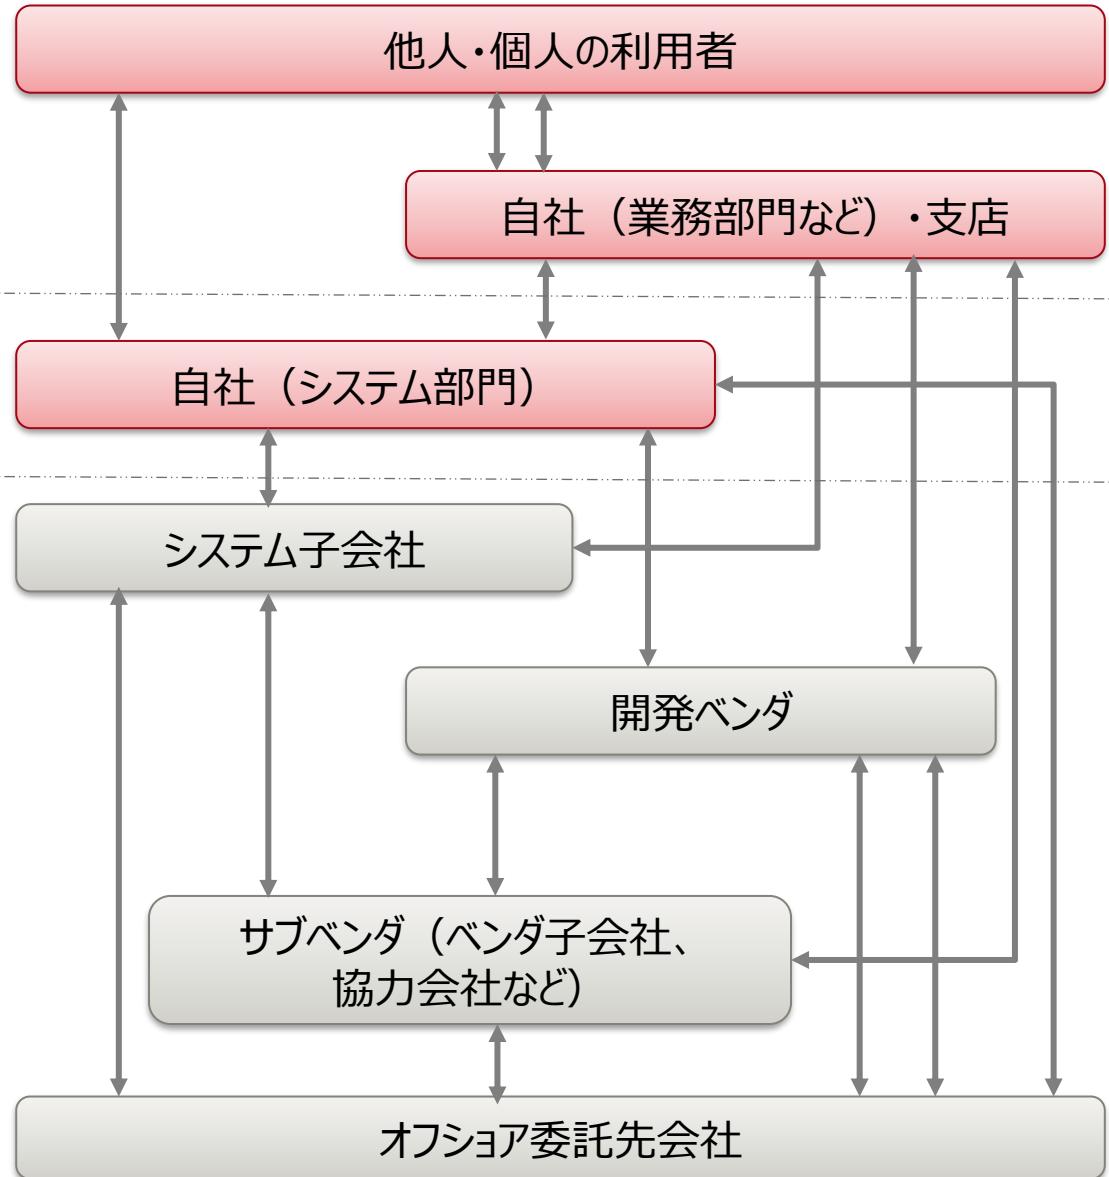 他人・個人の利用者
自社（業務部門など）・支店
自社（システム部門）
システム子会社
開発ベンダ
サブベンダ（ベンダ子会社、
協力会社など）
オフショア委託先会社